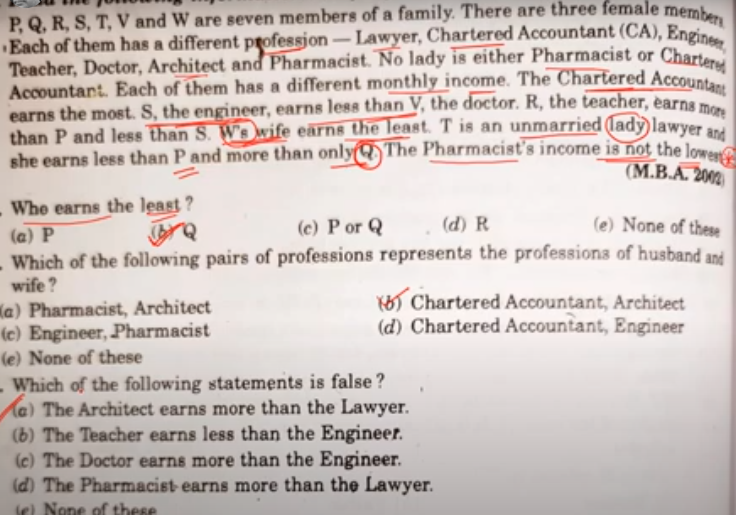 P, Q, R, S, T, V and W are seven members of a family. There are three female members
Each of them has a different profession — Lawyer, Chartered Accountant (CA), Engineer,
Teacher, Doctor, Architect and Pharmacist. No lady is either Pharmacist or Chartered
Accountant. Each of them has a different monthly income. The Chartered Accountant
earns the most. S, the engineer, earns less than V, the doctor. R, the teacher, earns more
than P and less than S. W's wife earns the least. T is an unmarried lady lawyer and
she earns less than P and more than only Q. The Pharmacist's income is not the lowest
(M.B.A. 2002)
. Who earns the least ?
(a) P (b) Q (c) P or Q (d) R (e) None of these
. Which of the following pairs of professions represents the professions of husband and
wife ?
(a) Pharmacist, Architect (b) Chartered Accountant, Architect
(c) Engineer, Pharmacist (d) Chartered Accountant, Engineer
(e) None of these
. Which of the following statements is false ?
(a) The Architect earns more than the Lawyer.
(b) The Teacher earns less than the Engineer.
(c) The Doctor earns more than the Engineer.
(d) The Pharmacist earns more than the Lawyer.
(e) None of these